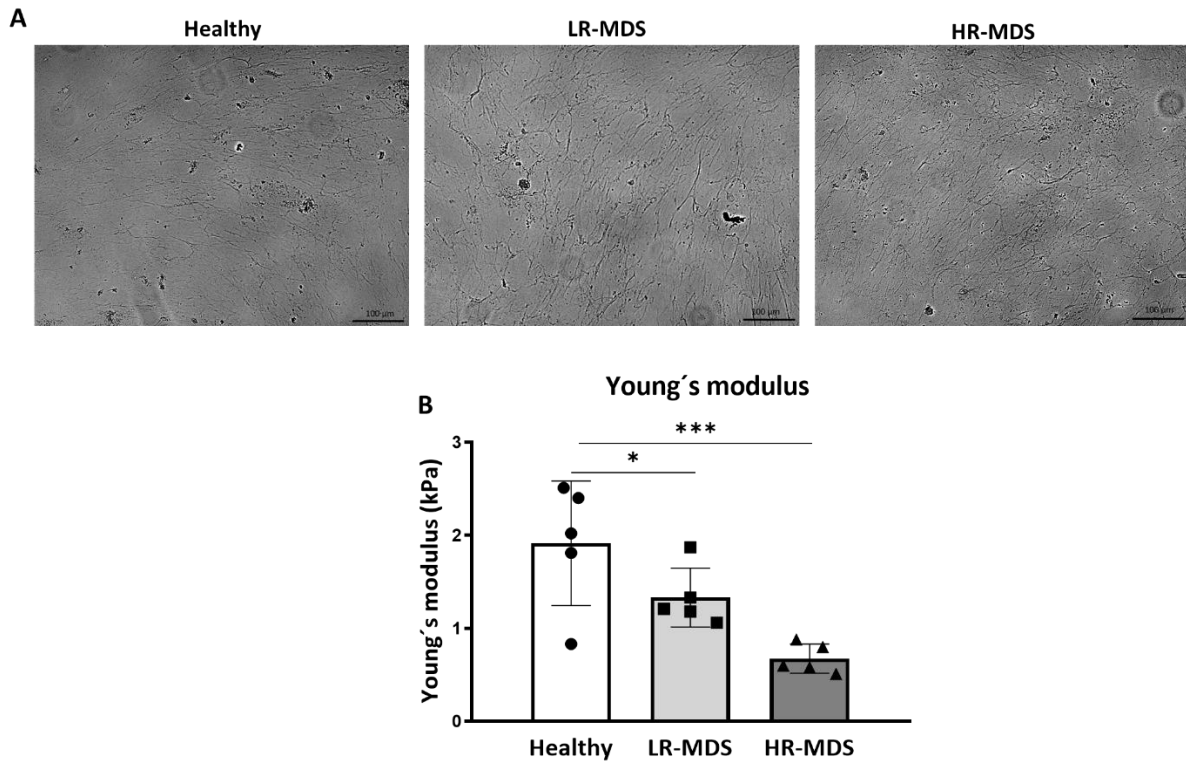 A
Healthy
LR-MDS
HR-MDS
100 µm
100 µm
100 µm
B
Young´s modulus
***
*
Young´s modulus (kPa)
3
2
1
0
Healthy
LR-MDS
HR-MDS